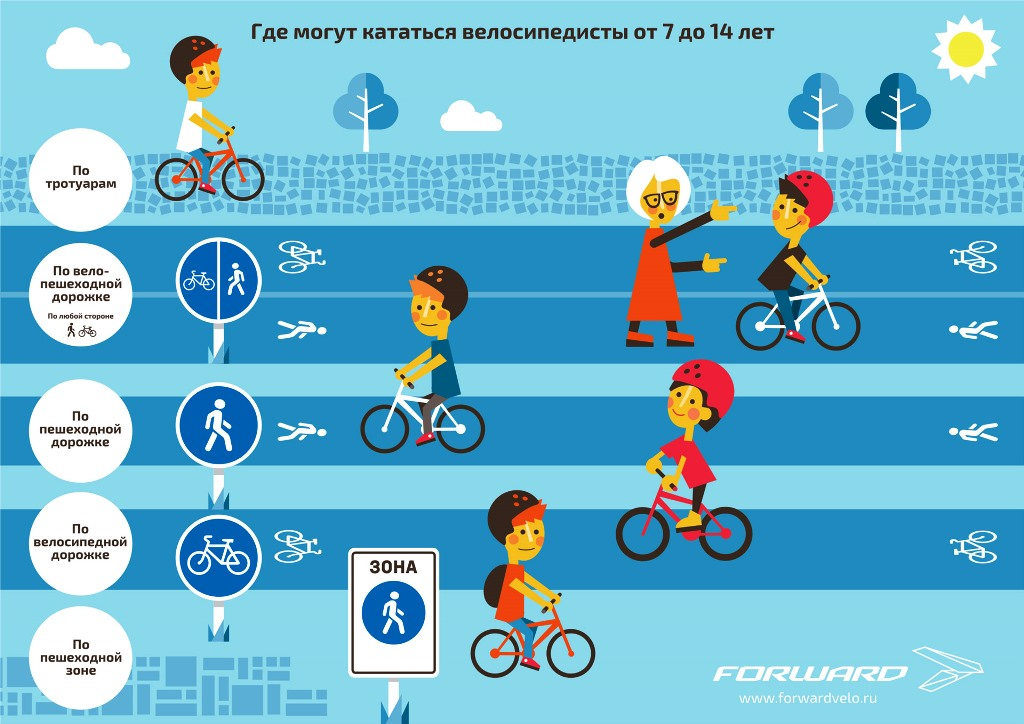 Где могут кататься велосипедисты от 7 до 14 лет
По
тротуарам
По вело-
пешеходной
дорожке
По любой стороне
По
пешеходной
дорожке
По
велосипедной
дорожке
ЗОНА
По
пешеходной
зоне
FORWARD
www.forwardvelo.ru